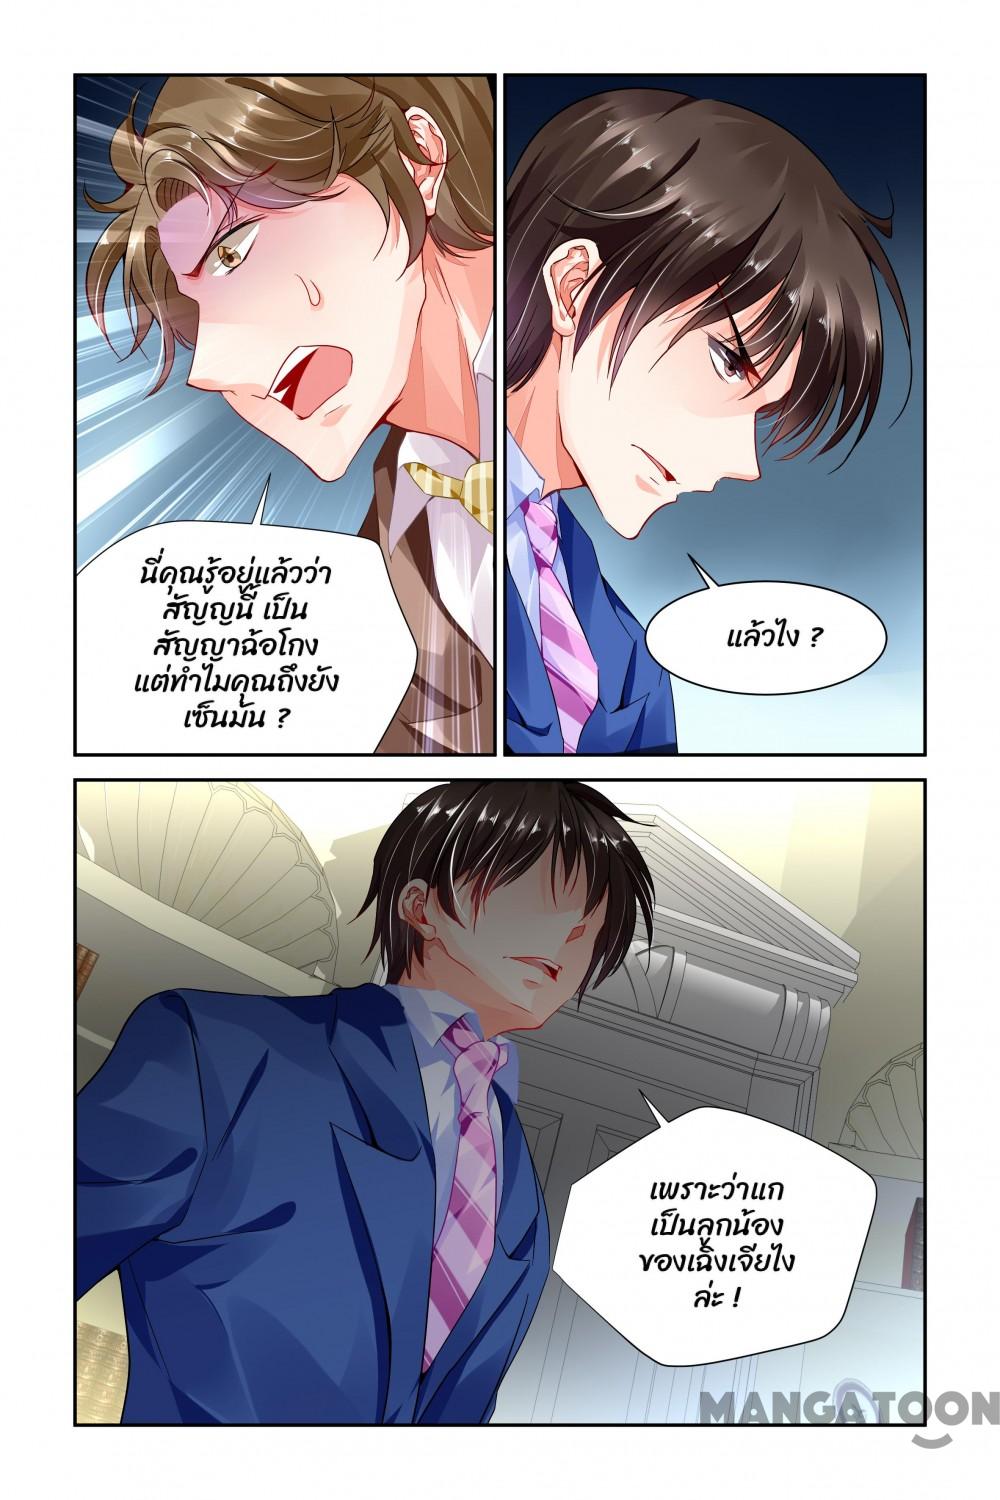 นี่คุณรู้อยู่แล้วว่า
สัญญนี้ เป็น
สัญญาฉ้อโกง
แต่ทำไมคุณถึงยัง
เซ็นมัน ?
แล้วไง ?
เพราะว่าแก
เป็นลูกน้อง
ของเฉิงเจียไง
ล่ะ !
MANGATOON